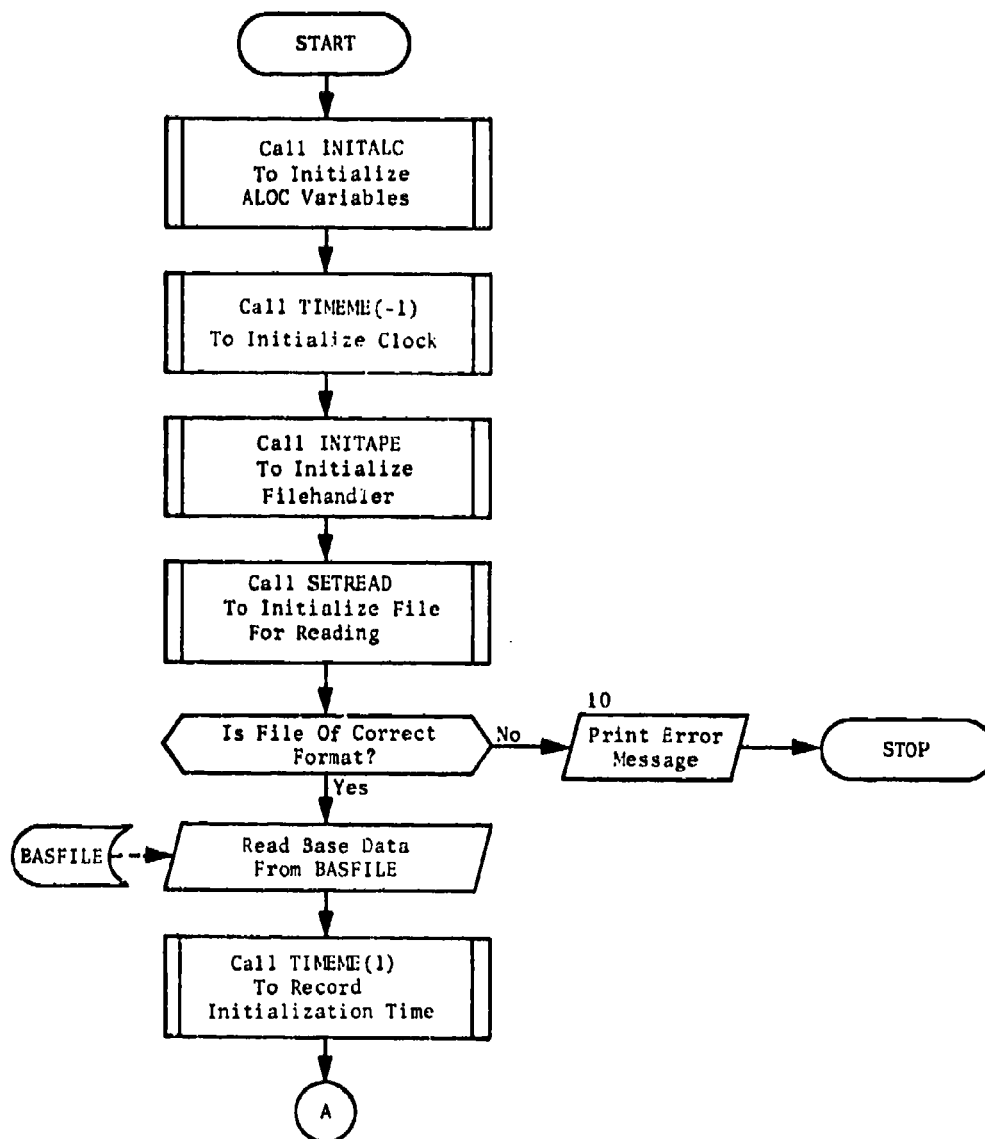 START
Call INITALC
To Initialize
ALOC Variables
Call TIMEME(-1)
To Initialize Clock
Call INITAPE
To Initialize
Filehandler
Call SETREAD
To Initialize File
For Reading
Is File Of Correct
Format?
No
10
Print Error
Message
STOP
Yes
BASFILE
Read Base Data
From BASFILE
Call TIMEME(1)
To Record
Initialization Time
A